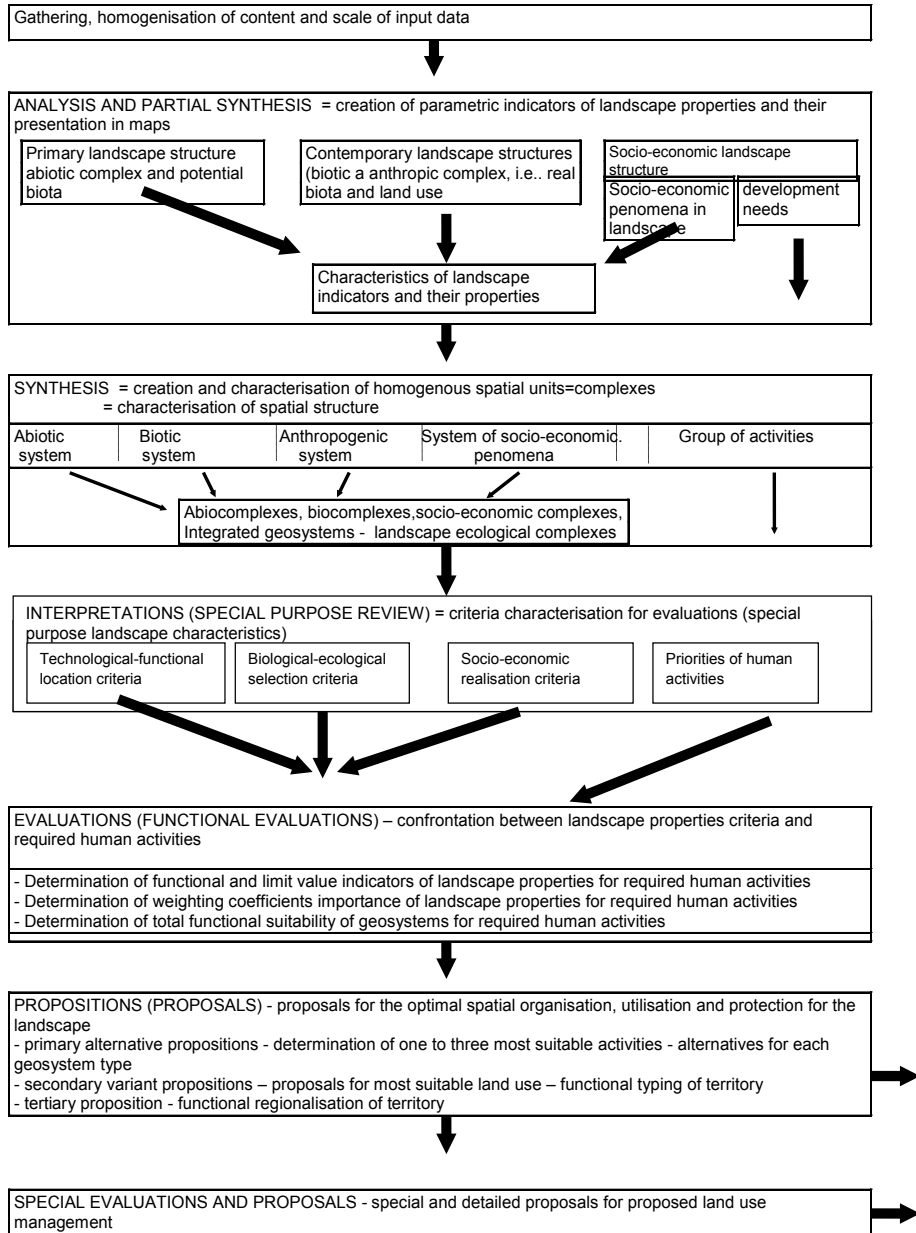 Gathering, homogenisation of content and scale of input data
ANALYSIS AND PARTIAL SYNTHESIS = creation of parametric indicators of landscape properties and their
presentation in maps
Primary landscape structure
abiotic complex and potential
biota
Contemporary landscape structures
(biotic a anthropic complex, i.e.. real
biota and land use
Socio-economic landscape
structure
Socio-economic
penomena in
landscape
development
needs
Characteristics of landscape
indicators and their properties
SYNTHESIS = creation and characterisation of homogenous spatial units=complexes
= characterisation of spatial structure
Abiotic
system
Biotic
system
Anthropogenic
system
System of socio-economic.
penomena
Group of activities
Abiocomplexes, biocomplexes,socio-economic complexes,
Integrated geosystems - landscape ecological complexes
INTERPRETATIONS (SPECIAL PURPOSE REVIEW) = criteria characterisation for evaluations (special
purpose landscape characteristics)
Technological-functional
location criteria
Biological-ecological
selection criteria
Socio-economic
realisation criteria
Priorities of human
activities
EVALUATIONS (FUNCTIONAL EVALUATIONS) – confrontation between landscape properties criteria and
required human activities
- Determination of functional and limit value indicators of landscape properties for required human activities
- Determination of weighting coefficients importance of landscape properties for required human activities
- Determination of total functional suitability of geosystems for required human activities
PROPOSITIONS (PROPOSALS) - proposals for the optimal spatial organisation, utilisation and protection for the
landscape
- primary alternative propositions - determination of one to three most suitable activities - alternatives for each
geosystem type
- secondary variant propositions – proposals for most suitable land use – functional typing of territory
- tertiary proposition - functional regionalisation of territory
SPECIAL EVALUATIONS AND PROPOSALS - special and detailed proposals for proposed land use
management